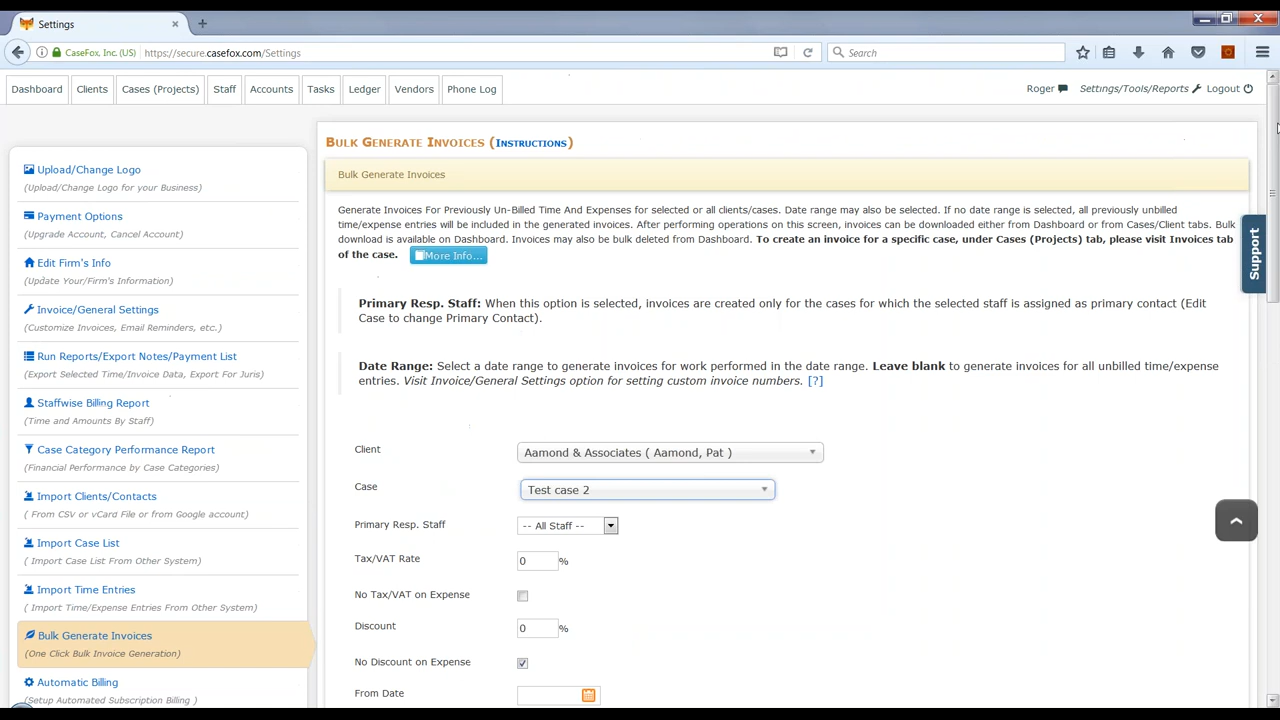 Settings
CaseFox, Inc. (US)
https://secure.casefox.com/Settings
Search
Dashboard
Clients
Cases (Projects)
Staff
Accounts
Tasks
Ledger
Vendors
Phone Log
Roger
Settings/Tools/Reports
Logout
Upload/Change Logo
(Upload/Change Logo for your Business)
Payment Options
(Upgrade Account, Cancel Account)
Edit Firm's Info
(Update Your/Firm's Information)
Invoice/General Settings
(Customize Invoices, Email Reminders, etc.)
Run Reports/Export Notes/Payment List
(Export Selected Time/Invoice Data, Export For Juris)
Staffwise Billing Report
(Time and Amounts By Staff)
Case Category Performance Report
(Financial Performance by Case Categories)
Import Clients/Contacts
( From CSV or vCard File or from Google account)
Import Case List
( Import Case List From Other System)
Import Time Entries
( Import Time/Expense Entries From Other System)
Bulk Generate Invoices
(One Click Bulk Invoice Generation)
Automatic Billing
(Setup Automated Subscription Billing )
BULK GENERATE INVOICES (INSTRUCTIONS)
Bulk Generate Invoices
Generate Invoices For Previously Un-Billed Time And Expenses for selected or all clients/cases. Date range may also be selected. If no date range is selected, all previously unbilled
time/expense entries will be included in the generated invoices. After performing operations on this screen, invoices can be downloaded either from Dashboard or from Cases/Client tabs. Bulk
download is available on Dashboard. Invoices may also be bulk deleted from Dashboard. To create an invoice for a specific case, under Cases (Projects) tab, please visit Invoices tab
of the case.
More Info...
Primary Resp. Staff: When this option is selected, invoices are created only for the cases for which the selected staff is assigned as primary contact (Edit
Case to change Primary Contact).
Date Range: Select a date range to generate invoices for work performed in the date range. Leave blank to generate invoices for all unbilled time/expense
entries. Visit Invoice/General Settings option for setting custom invoice numbers. [?]
Client
Aamond & Associates ( Aamond, Pat )
Case
Test case 2
Primary Resp. Staff
-- All Staff --
Tax/VAT Rate
0
%
No Tax/VAT on Expense
Discount
0
%
No Discount on Expense
From Date
Support